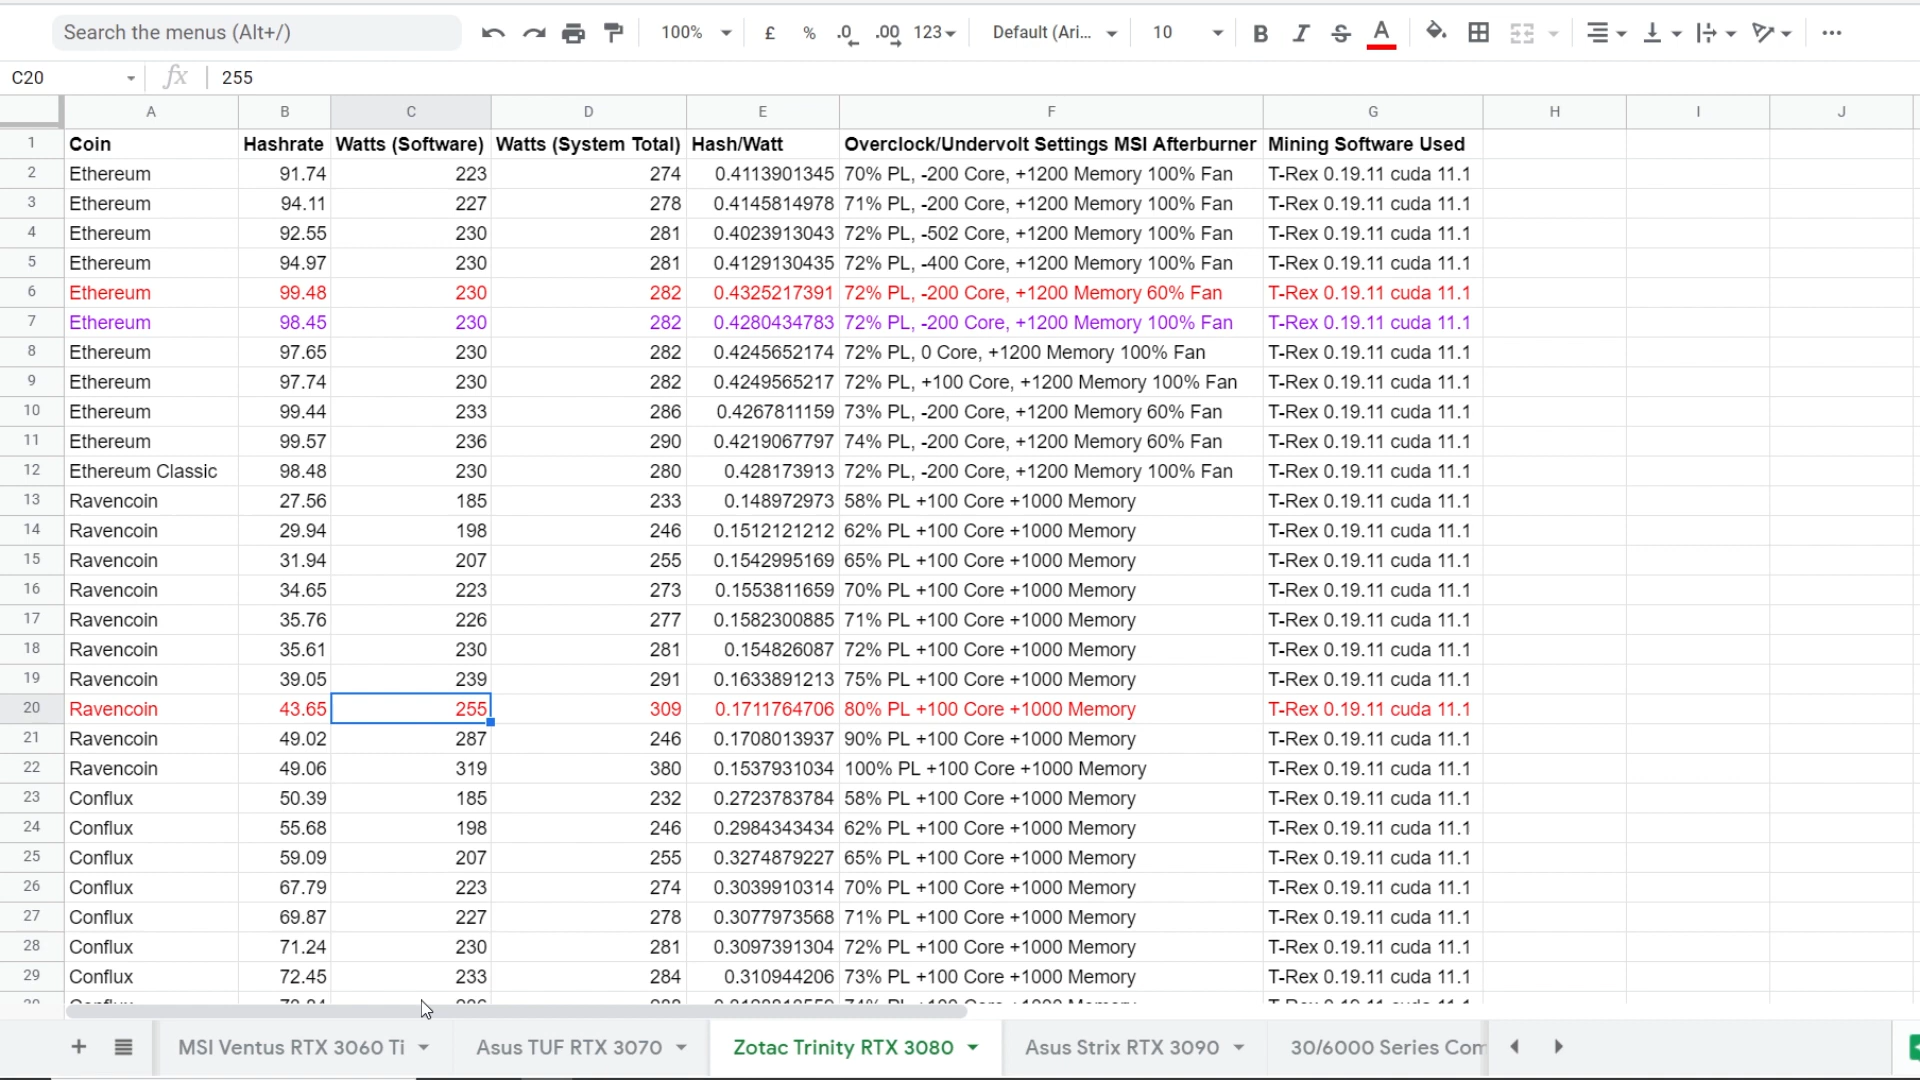 Search the menus (Alt+/) 100% £ % .0 .00 123 Default (Ari... 10 B I S A
C20 fx 255
A B C D E F G H I J
1 Coin Hashrate Watts (Software) Watts (System Total) Hash/Watt Overclock/Undervolt Settings MSI Afterburner Mining Software Used
2 Ethereum 91.74 223 274 0.4113901345 70% PL, -200 Core, +1200 Memory 100% Fan T-Rex 0.19.11 cuda 11.1
3 Ethereum 94.11 227 278 0.4145814978 71% PL, -200 Core, +1200 Memory 100% Fan T-Rex 0.19.11 cuda 11.1
4 Ethereum 92.55 230 281 0.4023913043 72% PL, -502 Core, +1200 Memory 100% Fan T-Rex 0.19.11 cuda 11.1
5 Ethereum 94.97 230 281 0.4129130435 72% PL, -400 Core, +1200 Memory 100% Fan T-Rex 0.19.11 cuda 11.1
6 Ethereum 99.48 230 282 0.4325217391 72% PL, -200 Core, +1200 Memory 60% Fan T-Rex 0.19.11 cuda 11.1
7 Ethereum 98.45 230 282 0.4280434783 72% PL, -200 Core, +1200 Memory 100% Fan T-Rex 0.19.11 cuda 11.1
8 Ethereum 97.65 230 282 0.4245652174 72% PL, 0 Core, +1200 Memory 100% Fan T-Rex 0.19.11 cuda 11.1
9 Ethereum 97.74 230 282 0.4249565217 72% PL, +100 Core, +1200 Memory 100% Fan T-Rex 0.19.11 cuda 11.1
10 Ethereum 99.44 233 286 0.4267811159 73% PL, -200 Core, +1200 Memory 60% Fan T-Rex 0.19.11 cuda 11.1
11 Ethereum 99.57 236 290 0.4219067797 74% PL, -200 Core, +1200 Memory 60% Fan T-Rex 0.19.11 cuda 11.1
12 Ethereum Classic 98.48 230 280 0.428173913 72% PL, -200 Core, +1200 Memory 100% Fan T-Rex 0.19.11 cuda 11.1
13 Ravencoin 27.56 185 233 0.148972973 58% PL +100 Core +1000 Memory T-Rex 0.19.11 cuda 11.1
14 Ravencoin 29.94 198 246 0.1512121212 62% PL +100 Core +1000 Memory T-Rex 0.19.11 cuda 11.1
15 Ravencoin 31.94 207 255 0.1542995169 65% PL +100 Core +1000 Memory T-Rex 0.19.11 cuda 11.1
16 Ravencoin 34.65 223 273 0.1553811659 70% PL +100 Core +1000 Memory T-Rex 0.19.11 cuda 11.1
17 Ravencoin 35.76 226 277 0.1582300885 71% PL +100 Core +1000 Memory T-Rex 0.19.11 cuda 11.1
18 Ravencoin 35.61 230 281 0.154826087 72% PL +100 Core +1000 Memory T-Rex 0.19.11 cuda 11.1
19 Ravencoin 39.05 239 291 0.1633891213 75% PL +100 Core +1000 Memory T-Rex 0.19.11 cuda 11.1
20 Ravencoin 43.65 255 309 0.1711764706 80% PL +100 Core +1000 Memory T-Rex 0.19.11 cuda 11.1
21 Ravencoin 49.02 287 246 0.1708013937 90% PL +100 Core +1000 Memory T-Rex 0.19.11 cuda 11.1
22 Ravencoin 49.06 319 380 0.1537931034 100% PL +100 Core +1000 Memory T-Rex 0.19.11 cuda 11.1
23 Conflux 50.39 185 232 0.2723783784 58% PL +100 Core +1000 Memory T-Rex 0.19.11 cuda 11.1
24 Conflux 55.68 198 246 0.2984343434 62% PL +100 Core +1000 Memory T-Rex 0.19.11 cuda 11.1
25 Conflux 59.09 207 255 0.3274879227 65% PL +100 Core +1000 Memory T-Rex 0.19.11 cuda 11.1
26 Conflux 67.79 223 274 0.3039910314 70% PL +100 Core +1000 Memory T-Rex 0.19.11 cuda 11.1
27 Conflux 69.87 227 278 0.3077973568 71% PL +100 Core +1000 Memory T-Rex 0.19.11 cuda 11.1
28 Conflux 71.24 230 281 0.3097391304 72% PL +100 Core +1000 Memory T-Rex 0.19.11 cuda 11.1
29 Conflux 72.45 233 284 0.310944206 73% PL +100 Core +1000 Memory T-Rex 0.19.11 cuda 11.1
MSI Ventus RTX 3060 Ti Asus TUF RTX 3070 Zotac Trinity RTX 3080 Asus Strix RTX 3090 30/6000 Series Com